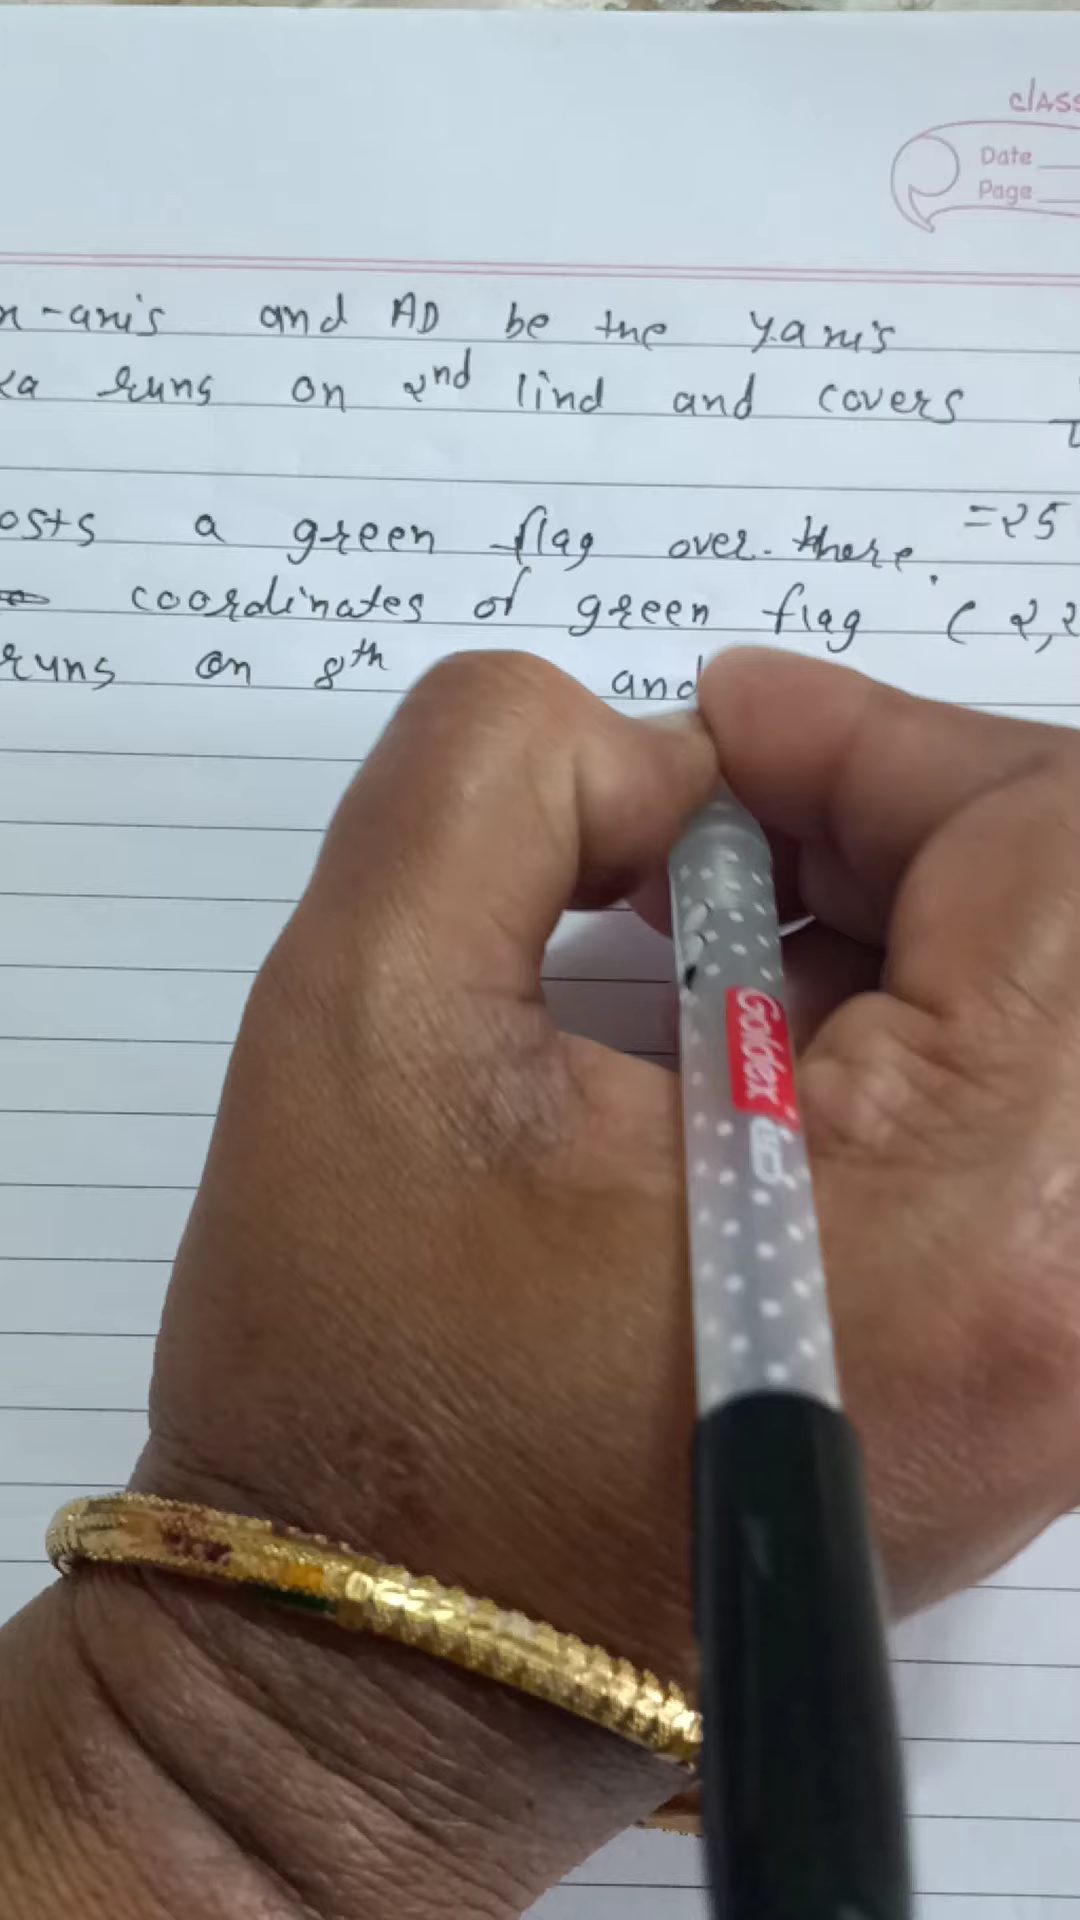 class
Date
Page
x-axis and AD be the y.axis
ka runs on 2nd lind and covers
osts a green flag over there. =25
coordinates of green flag (2,2
runs on 8th and
Goldex